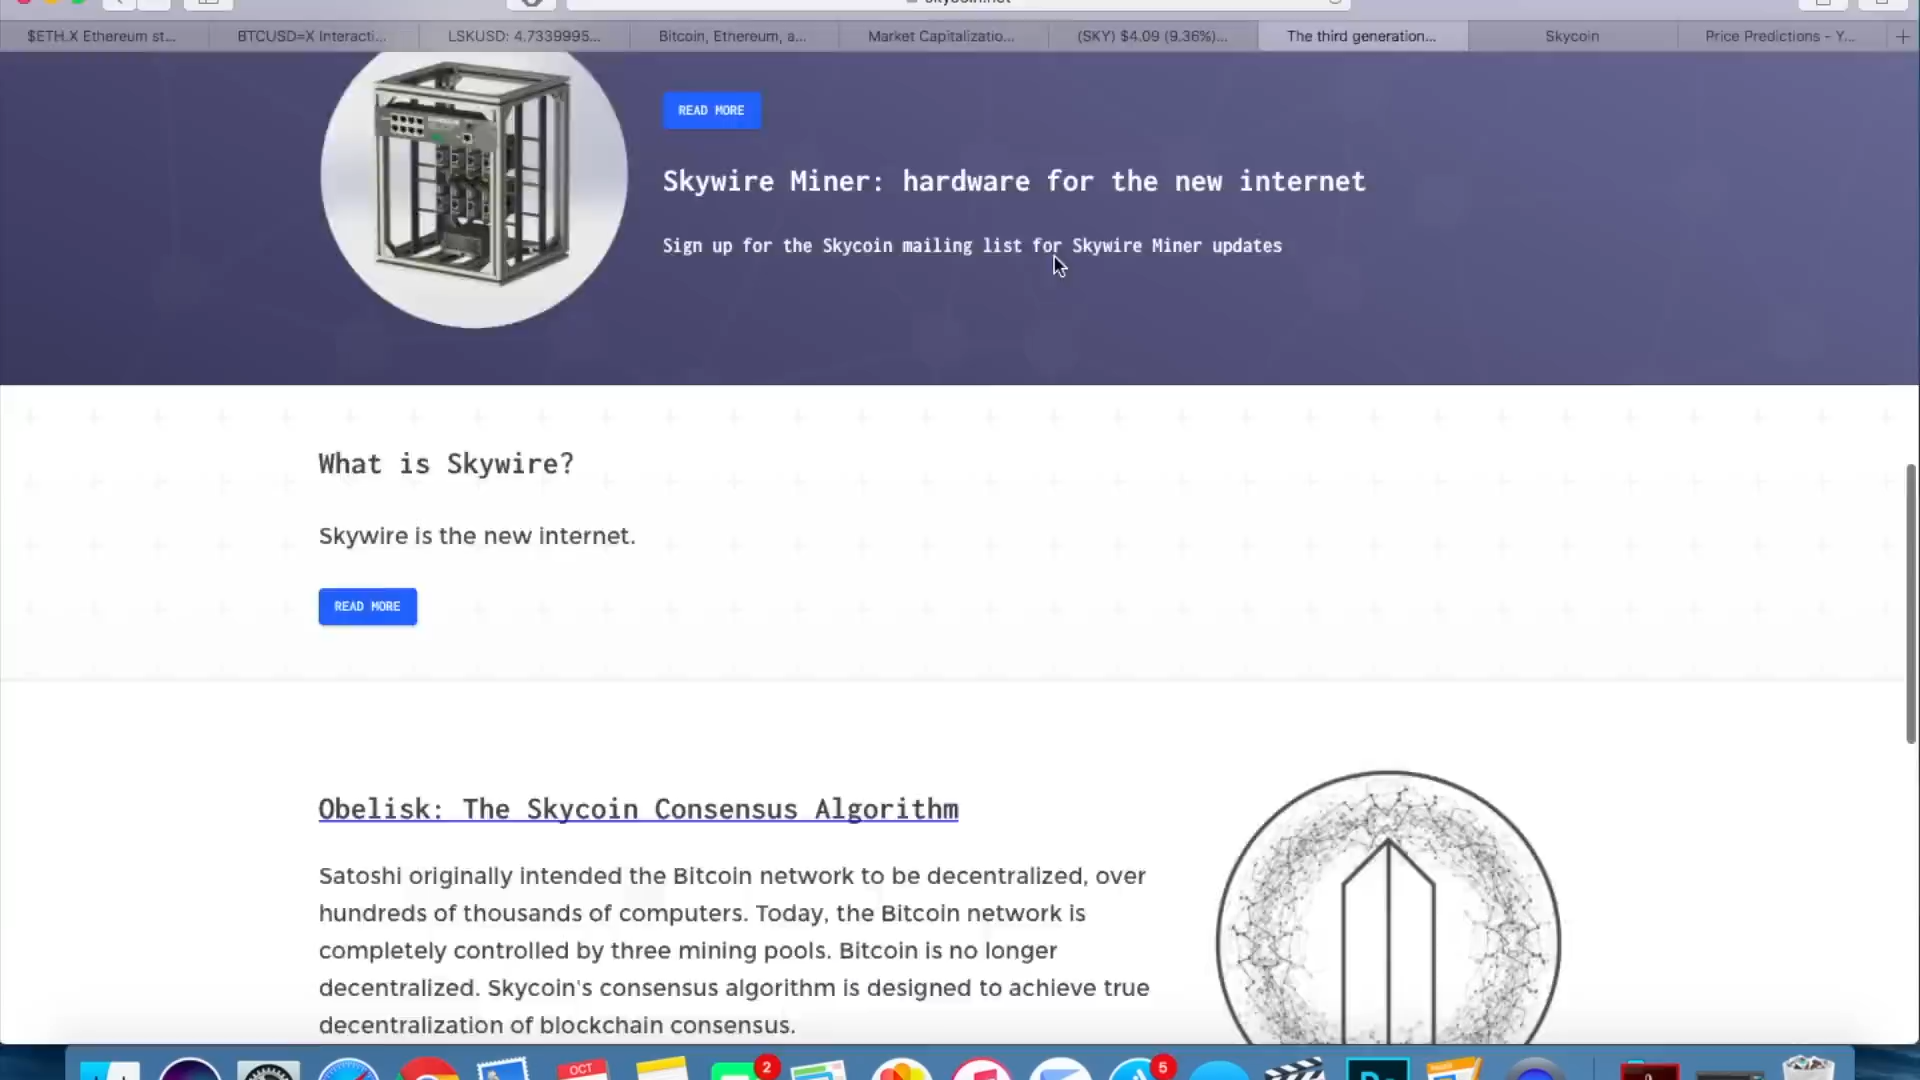 $ETH.X Ethereum st...
BTCUSD=X Interacti...
LSKUSD: 4.7339995...
Bitcoin, Ethereum, a...
Market Capitalizatio...
(SKY) $4.09 (9.36%)...
The third generation...
Skycoin
Price Predictions - Y...
READ MORE
Skywire Miner: hardware for the new internet
Sign up for the Skycoin mailing list for Skywire Miner updates
What is Skywire?
Skywire is the new internet.
READ MORE
Obelisk: The Skycoin Consensus Algorithm
Satoshi originally intended the Bitcoin network to be decentralized, over
hundreds of thousands of computers. Today, the Bitcoin network is
completely controlled by three mining pools. Bitcoin is no longer
decentralized. Skycoin's consensus algorithm is designed to achieve true
decentralization of blockchain consensus.
OCT
2
5